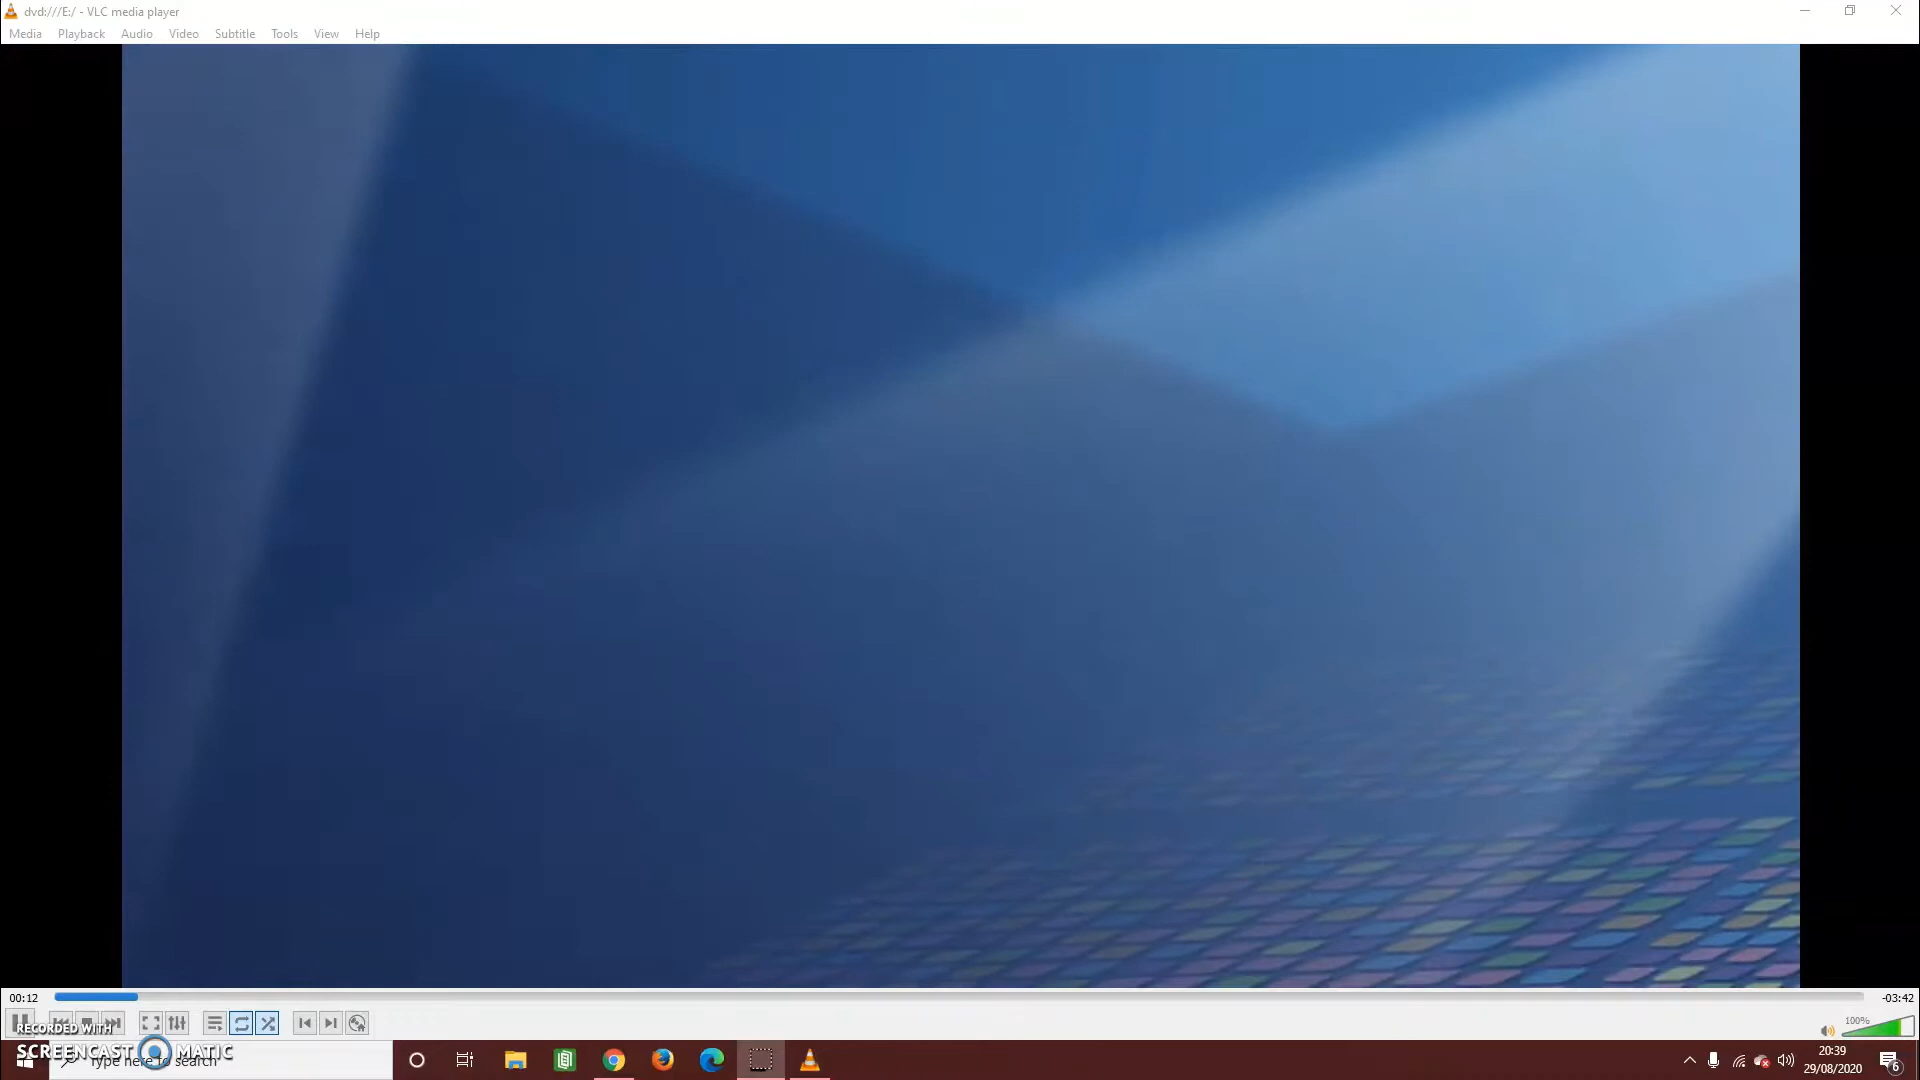 dvd:///E:/ - VLC media player
Media Playback Audio Video Subtitle Tools View Help
00:12
-03:42
100%
RECORDED WITH
SCREENCAST MATIC
Type here to search
20:39
29/08/2020
6